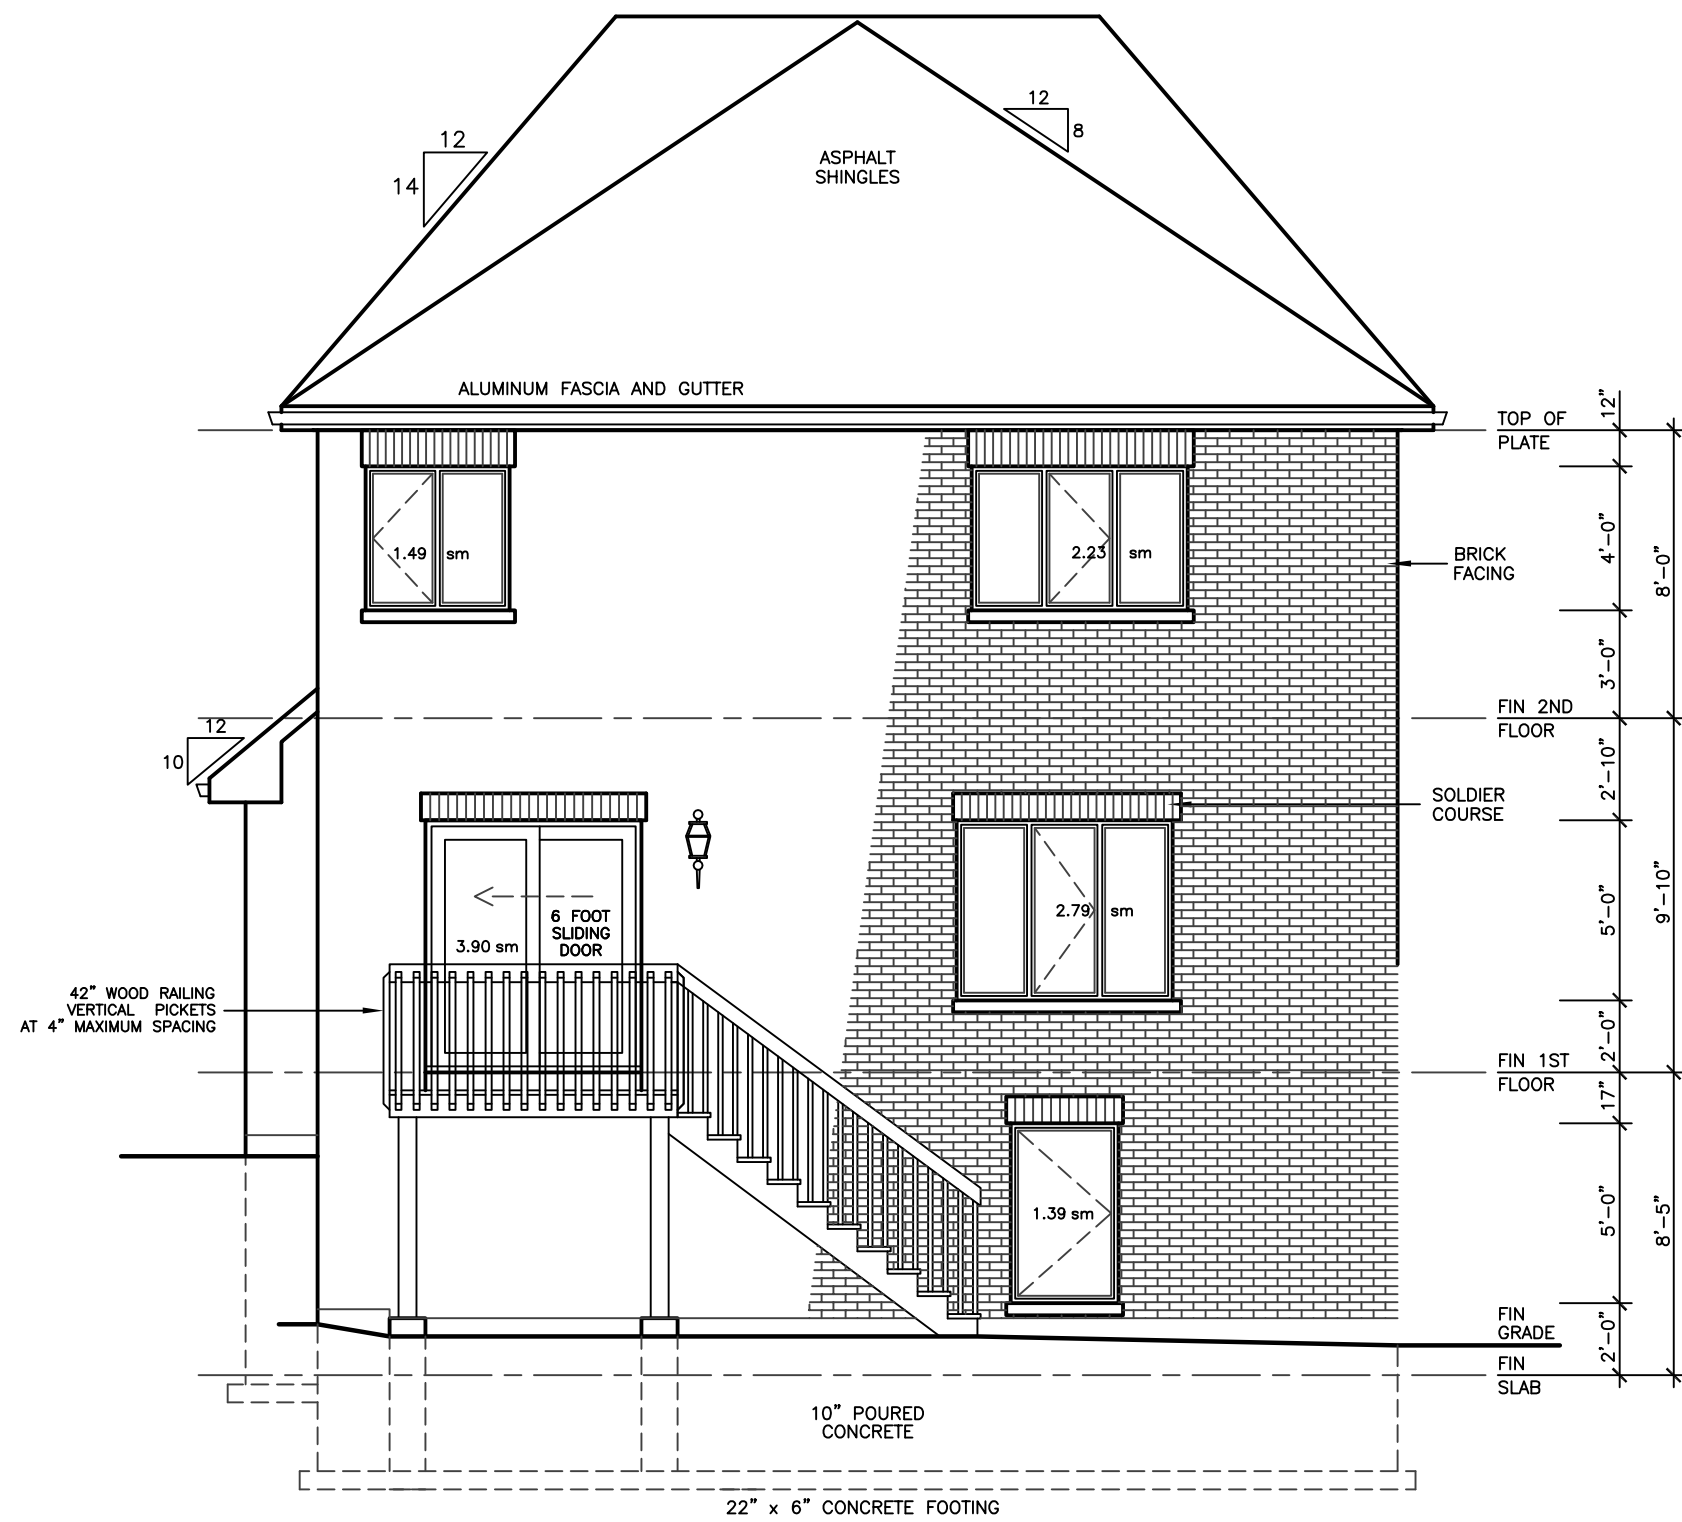 12
8
12
14
ASPHALT
SHINGLES
ALUMINUM FASCIA AND GUTTER
12"
TOP OF
PLATE
4'-0"
8'-0"
1.49 sm
2.23 sm
BRICK
FACING
3'-0"
FIN 2ND
FLOOR
12
10
2'-10"
SOLDIER
COURSE
9'-10"
5'-0"
6 FOOT
SLIDING
DOOR
3.90 sm
2.79 sm
42" WOOD RAILING
VERTICAL PICKETS
AT 4" MAXIMUM SPACING
2'-0"
FIN 1ST
FLOOR
17"
5'-0"
8'-5"
1.39 sm
FIN
GRADE
2'-0"
FIN
SLAB
10" POURED
CONCRETE
22" x 6" CONCRETE FOOTING